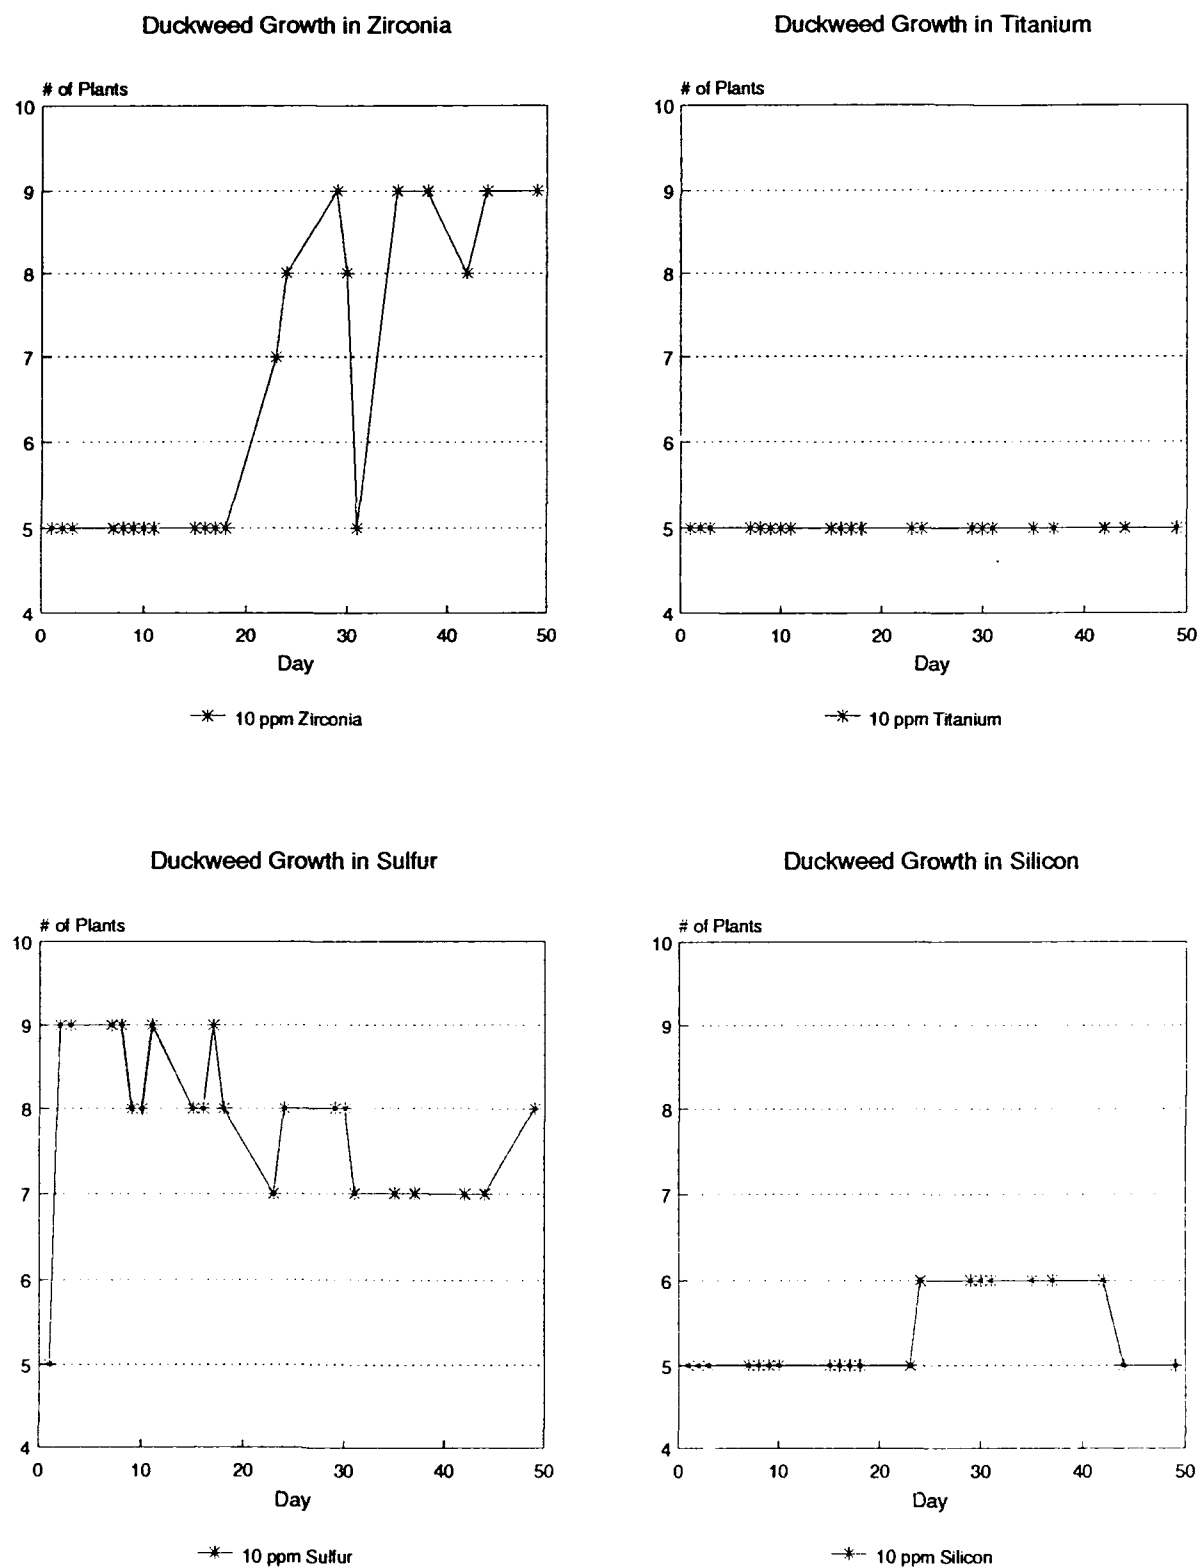 Duckweed Growth in Zirconia
# of Plants
10
9
8
7
6
5
4
0 10 20 30 40 50
Day
10 ppm Zirconia
Duckweed Growth in Titanium
# of Plants
10
9
8
7
6
5
4
0 10 20 30 40 50
Day
10 ppm Titanium
Duckweed Growth in Sulfur
# of Plants
10
9
8
7
6
5
4
0 10 20 30 40 50
Day
10 ppm Sulfur
Duckweed Growth in Silicon
# of Plants
10
9
8
7
6
5
4
0 10 20 30 40 50
Day
10 ppm Silicon